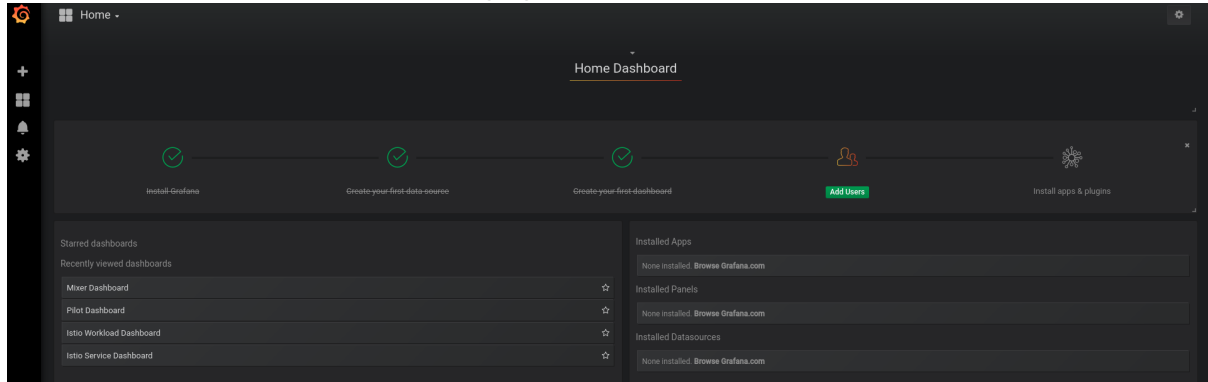 Home
Home Dashboard
Install Grafana
Create your first data source
Create your first dashboard
Add Users
Install apps & plugins
Starred dashboards
Recently viewed dashboards
Mixer Dashboard
Pilot Dashboard
Istio Workload Dashboard
Istio Service Dashboard
Installed Apps
None installed. Browse Grafana.com
Installed Panels
None installed. Browse Grafana.com
Installed Datasources
None installed. Browse Grafana.com